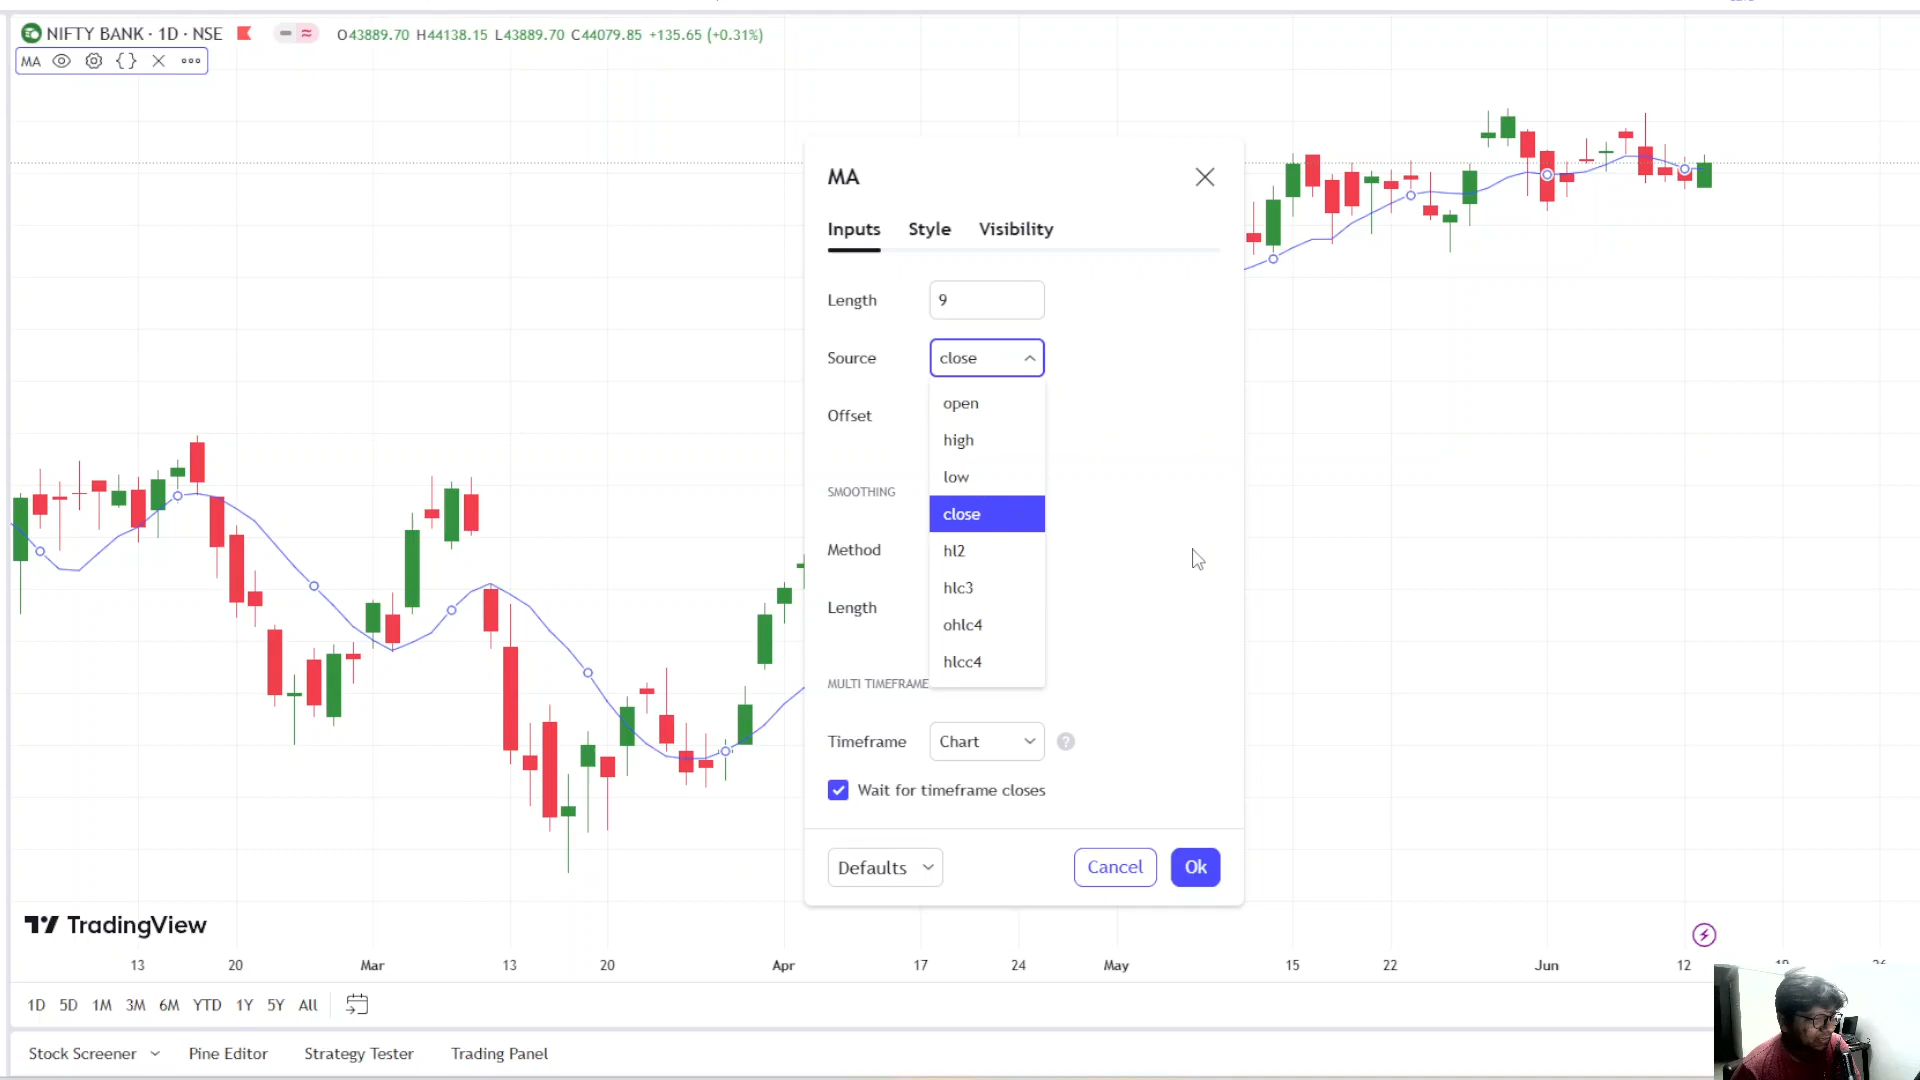 NIFTY BANK · 1D · NSE O43889.70 H44138.15 L43889.70 C44079.85 +135.65 (+0.31%)
MA
MA
Inputs Style Visibility
Length 9
Source close
open
Offset
high
low
SMOOTHING
close
Method hl2
hlc3
Length
ohlc4
hlcc4
MULTI TIMEFRAME
Timeframe Chart ?
Wait for timeframe closes
Defaults Cancel Ok
TradingView
13 20 Mar 13 20 Apr 17 24 May 15 22 Jun 12
1D 5D 1M 3M 6M YTD 1Y 5Y All
Stock Screener Pine Editor Strategy Tester Trading Panel